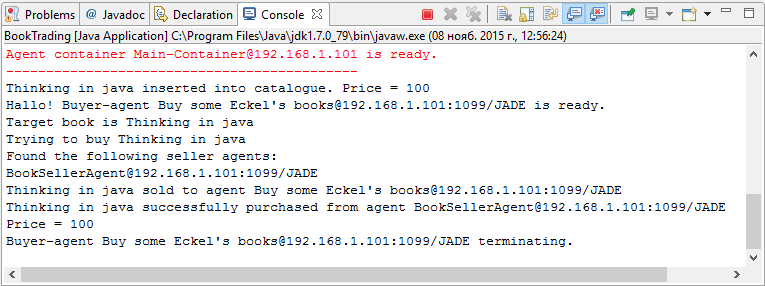 Problems @ Javadoc Declaration Console
BookTrading [Java Application] C:\Program Files\Java\jdk1.7.0_79\bin\javaw.exe (08 нояб. 2015 г., 12:56:24)
Agent container Main-Container@192.168.1.101 is ready.
--------------------------------------------
Thinking in java inserted into catalogue. Price = 100
Hallo! Buyer-agent Buy some Eckel's books@192.168.1.101:1099/JADE is ready.
Target book is Thinking in java
Trying to buy Thinking in java
Found the following seller agents:
BookSellerAgent@192.168.1.101:1099/JADE
Thinking in java sold to agent Buy some Eckel's books@192.168.1.101:1099/JADE
Thinking in java successfully purchased from agent BookSellerAgent@192.168.1.101:1099/JADE
Price = 100
Buyer-agent Buy some Eckel's books@192.168.1.101:1099/JADE terminating.